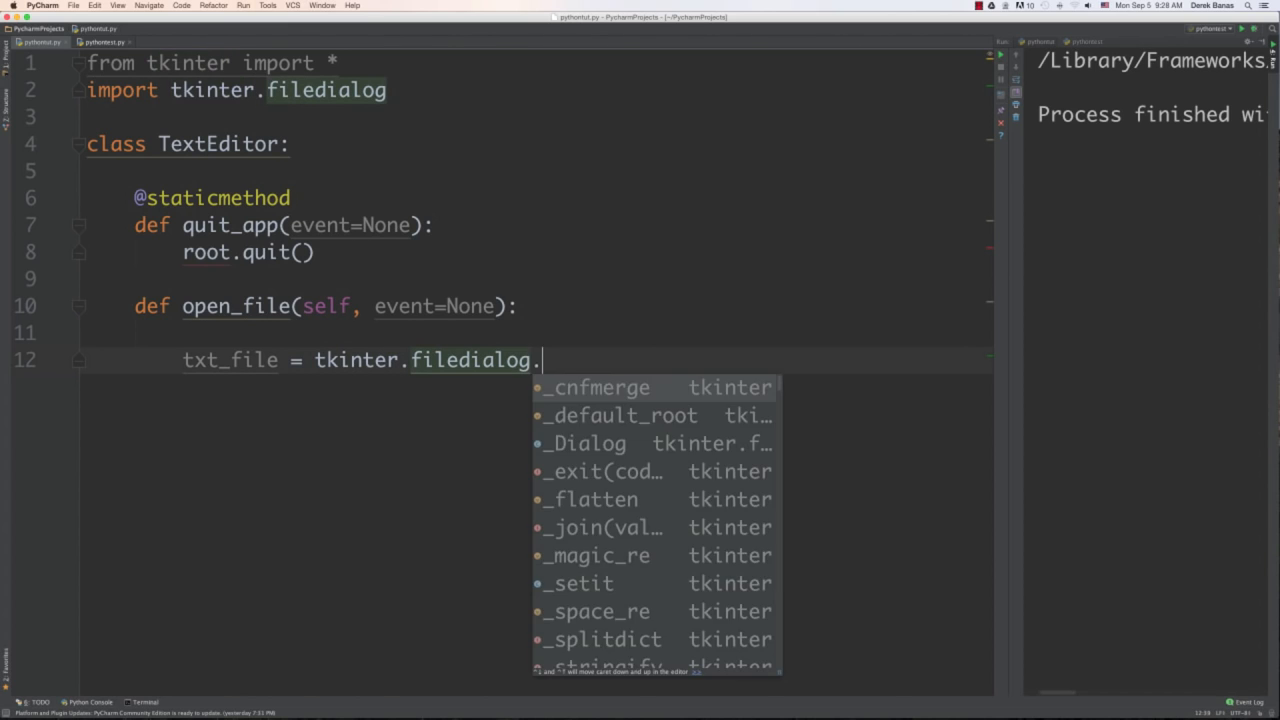 PyCharm File Edit View Navigate Code Refactor Run Tools VCS Window Help
10 Mon Sep 5 9:28 AM Derek Banas
pythontut.py - PycharmProjects - [~/PycharmProjects]
PycharmProjects pythontut.py
pythontest
pythontut.py pythontest.py
Run: pythontut pythontest
1: Project
7: Structure
2: Favorites
1 from tkinter import *
2 import tkinter.filedialog
3
4 class TextEditor:
5
6 @staticmethod
7 def quit_app(event=None):
8 root.quit()
9
10 def open_file(self, event=None):
11
12 txt_file = tkinter.filedialog.
_cnfmerge tkinter
_default_root tki…
_Dialog tkinter.f…
_exit(cod… tkinter
_flatten tkinter
_join(val… tkinter
_magic_re tkinter
_setit tkinter
_space_re tkinter
_splitdict tkinter
_stringify tkinter
^↓ and ^↑ will move caret down and up in the editor >>
/Library/Frameworks
Process finished wi
4: Run
6: TODO Python Console Terminal
Event Log
Platform and Plugin Updates: PyCharm Community Edition is ready to update. (yesterday 7:31 PM)
12:39 LF÷ UTF-8÷